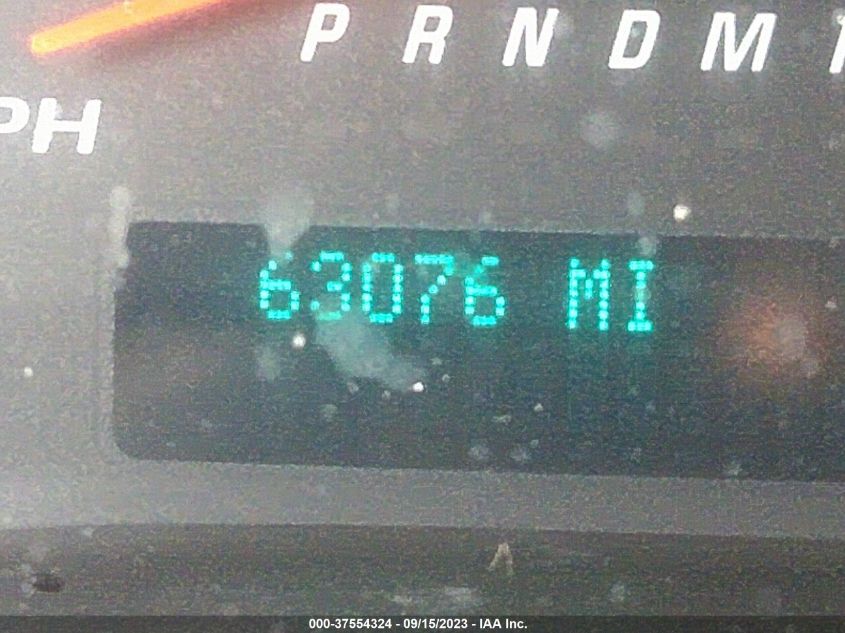 P R N D M
PH
63076 MI
000-37554324 - 09/15/2023 - IAA Inc.